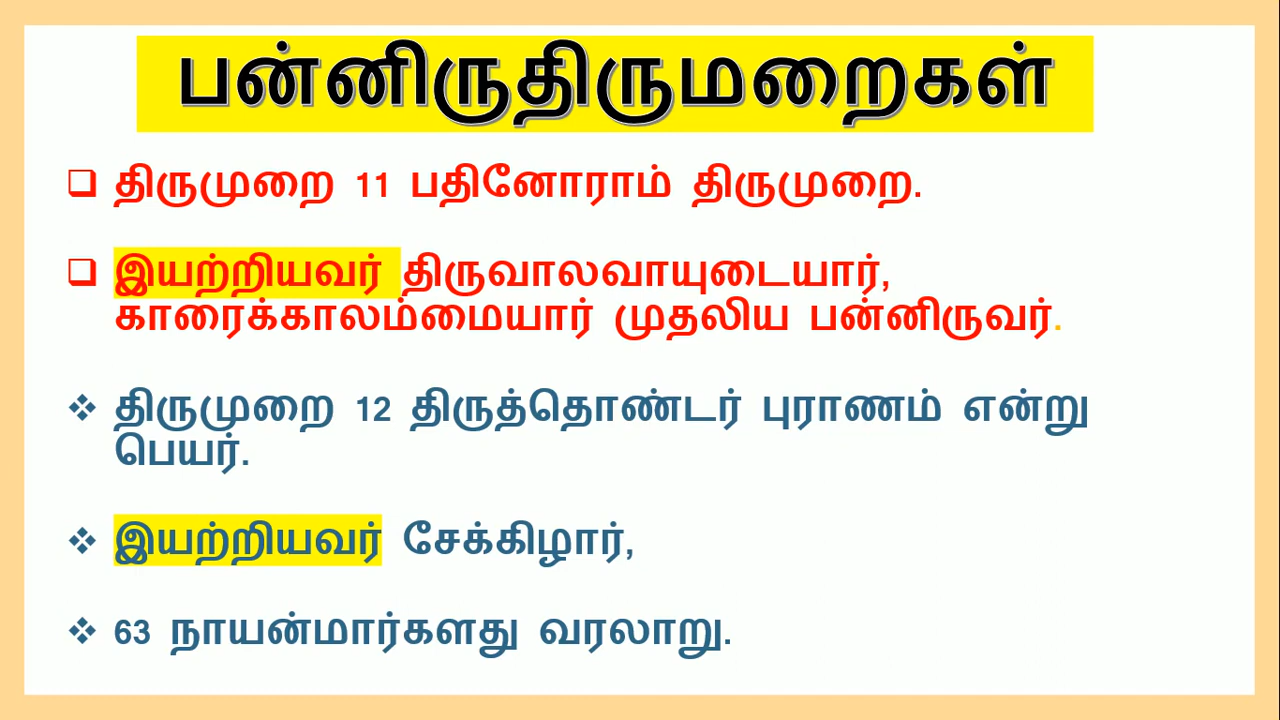 பன்னிருதிருமறைகள்
திருமுறை 11 பதினோராம் திருமுறை.
இயற்றியவர் திருவாலவாயுடையார்,
காரைக்காலம்மையார் முதலிய பன்னிருவர்.
திருமுறை 12 திருத்தொண்டர் புராணம் என்று
பெயர்.
இயற்றியவர் சேக்கிழார்,
63 நாயன்மார்களது வரலாறு.